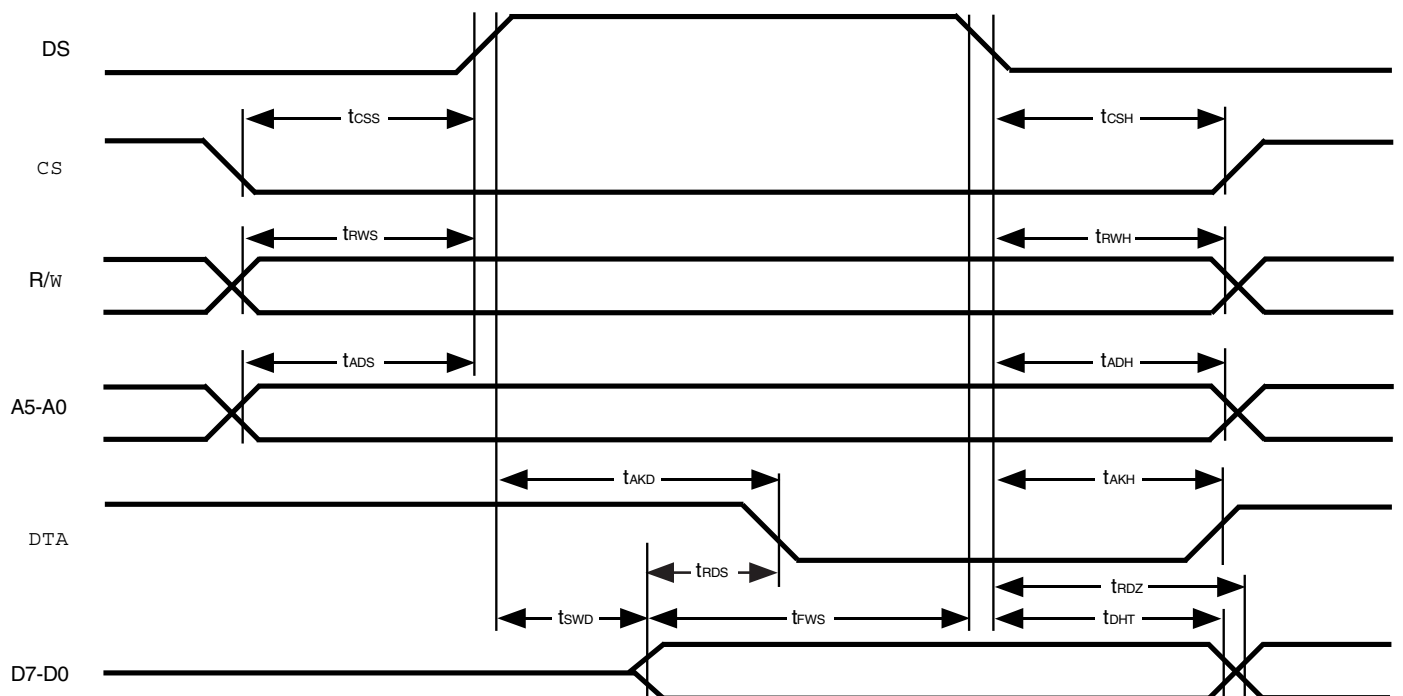 DS
tCSS
tCSH
CS
tRWS
tRWH
R/W
tADS
tADH
A5-A0
tAKD
tAKH
DTA
tRDS
tRDZ
tSWD
tFWS
tDHT
D7-D0